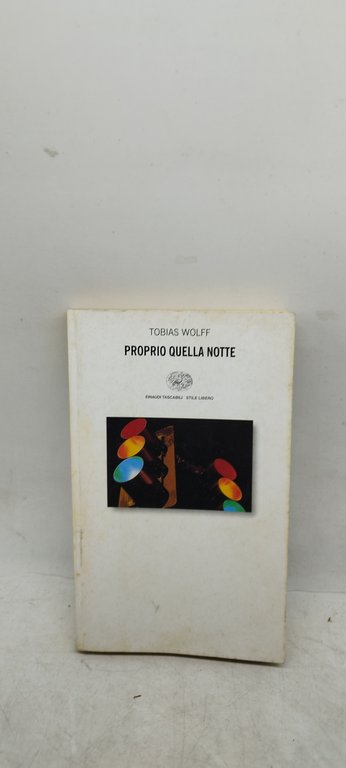 TOBIAS WOLFF
PROPRIO QUELLA NOTTE
EINAUDI TASCABILI STILE LIBERO